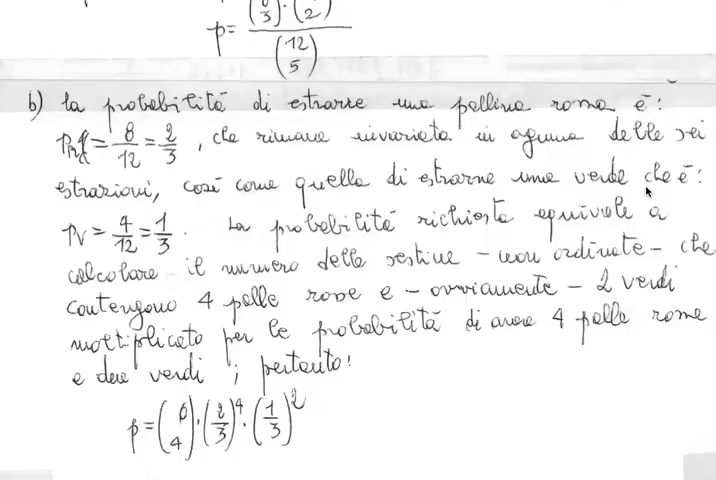 p = (8 3) · ( 2) / (12 5)
b) la probabilità di estrarre una pallina rossa è:
= 8/12 = 2/3, che rimane invariata in ognuna delle sei
estrazioni, così come quella di estrarne una verde che è:
Pv = 4/12 = 1/3. La probabilità richiesta equivale a
calcolare il numero delle sestine - non ordinate - che
contengono 4 palle rosse e - ovviamente - 2 verdi
moltiplicato per le probabilità di avere 4 palle rosse
e due verdi; pertanto:
p = (6 4) · (2/3)^4 · (1/3)^2